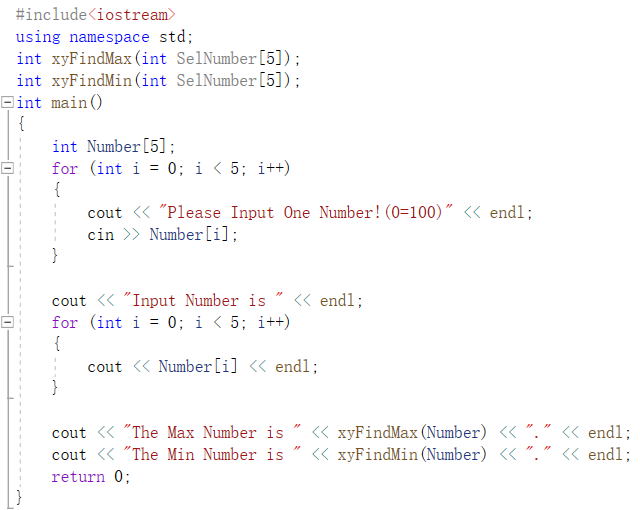 #include<iostream>
using namespace std;
int xyFindMax(int SelNumber[5]);
int xyFindMin(int SelNumber[5]);
int main()
{
int Number[5];
for (int i = 0; i < 5; i++)
{
cout << "Please Input One Number!(0=100)" << endl;
cin >> Number[i];
}
cout << "Input Number is " << endl;
for (int i = 0; i < 5; i++)
{
cout << Number[i] << endl;
}
cout << "The Max Number is " << xyFindMax(Number) << "." << endl;
cout << "The Min Number is " << xyFindMin(Number) << "." << endl;
return 0;
}